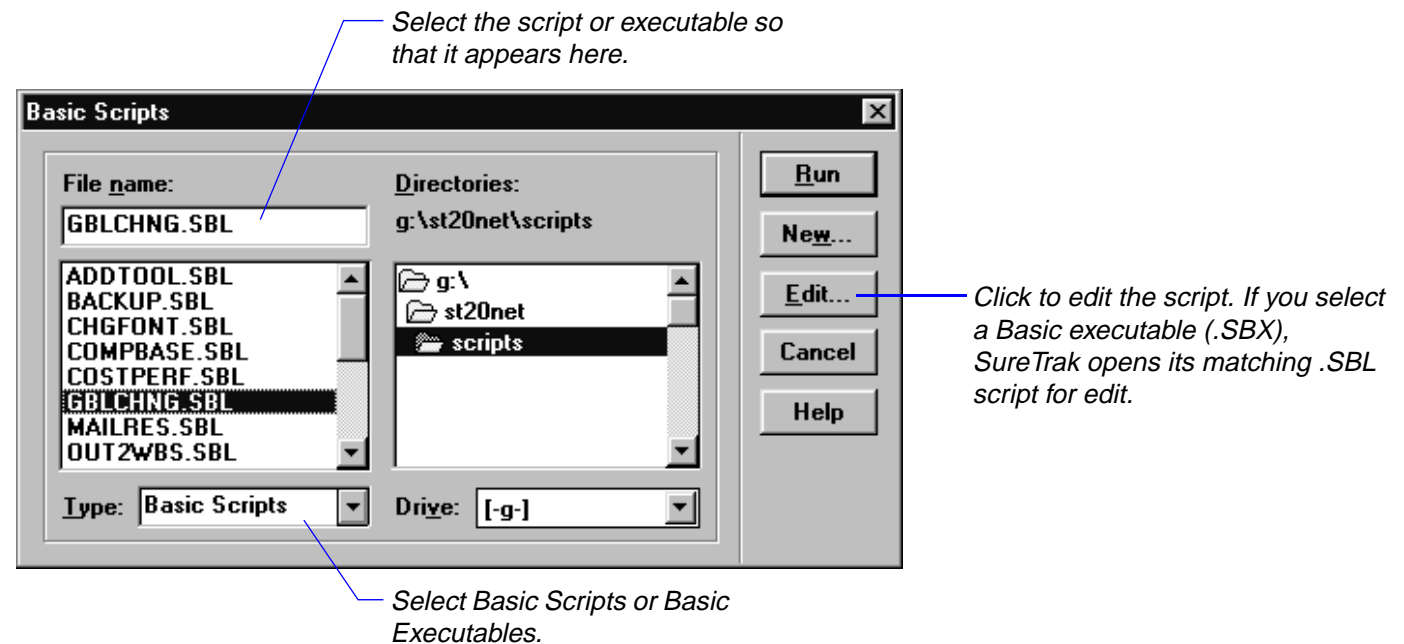 Select the script or executable so
that it appears here.
Basic Scripts
File name:
GBLCHNG.SBL
ADDTOOL.SBL
BACKUP.SBL
CHGFONT.SBL
COMPBASE.SBL
COSTPERF.SBL
GBLCHNG.SBL
MAILRES.SBL
OUT2WBS.SBL
Type: Basic Scripts
Directories:
g:\st20net\scripts
g:\
st20net
scripts
Drive: [-g-]
Run
New...
Edit...
Cancel
Help
Click to edit the script. If you select
a Basic executable (.SBX),
SureTrak opens its matching .SBL
script for edit.
Select Basic Scripts or Basic
Executables.